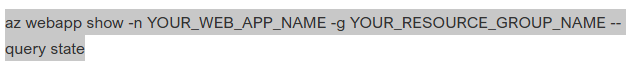 az webapp show -n YOUR_WEB_APP_NAME -g YOUR_RESOURCE_GROUP_NAME --
query state